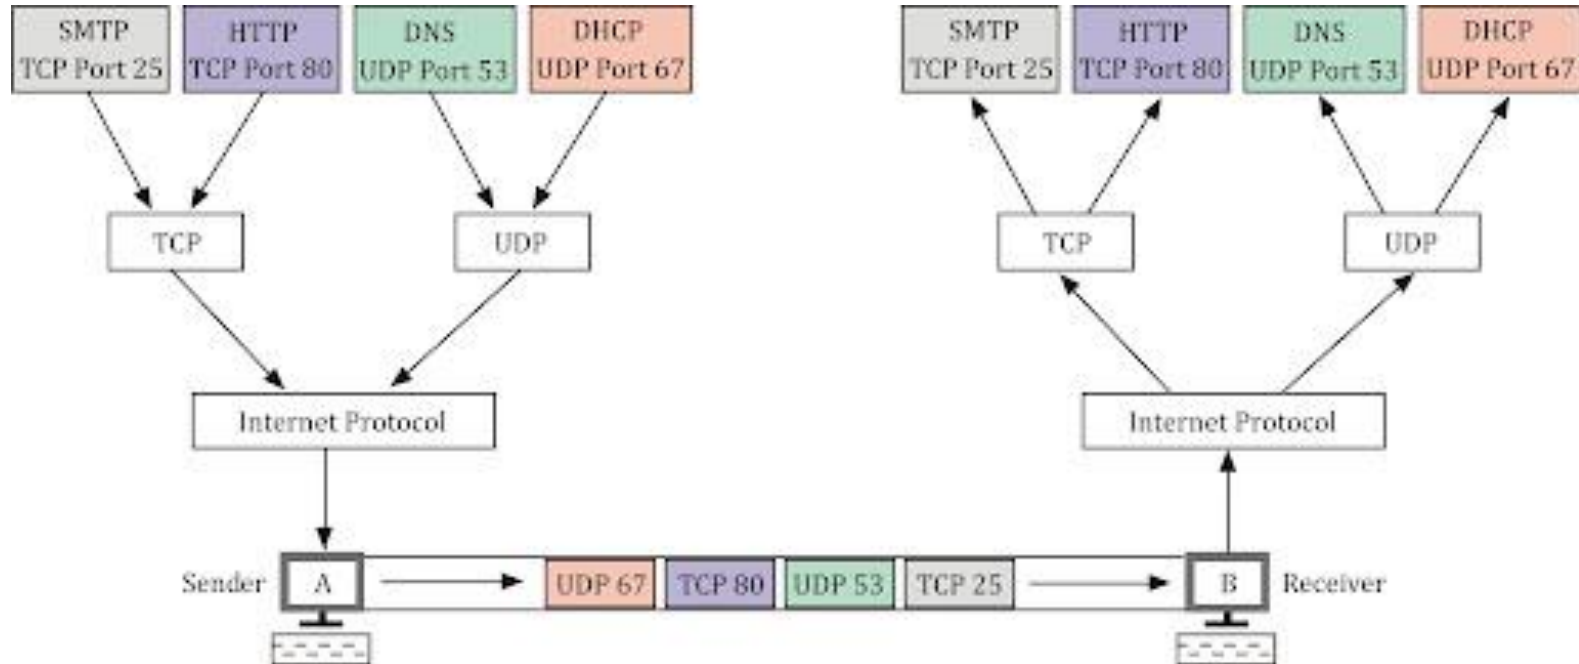 SMTP
TCP Port 25
HTTP
TCP Port 80
DNS
UDP Port 53
DHCP
UDP Port 67
SMTP
TCP Port 25
HTTP
TCP Port 80
DNS
UDP Port 53
DHCP
UDP Port 67
TCP
UDP
TCP
UDP
Internet Protocol
Internet Protocol
Sender
A
UDP 67
TCP 80
UDP 53
TCP 25
B
Receiver